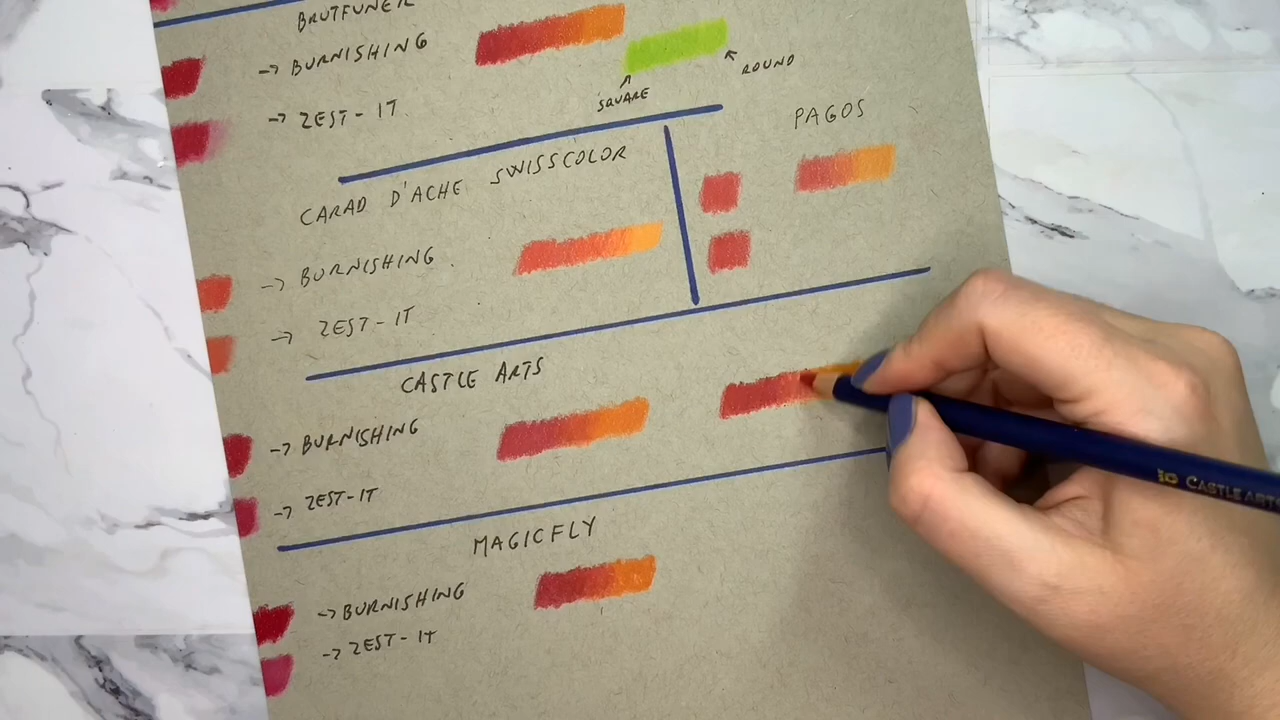 BRUTFUNER
-> BURNISHING
-> ZEST-IT
SQUARE
ROUND
CARAD D'ACHE SWISSCOLOR
-> BURNISHING
-> ZEST-IT
PAGOS
CASTLE ARTS
-> BURNISHING
-> ZEST-IT
MAGICFLY
-> BURNISHING
-> ZEST-IT
CASTLE ARTS